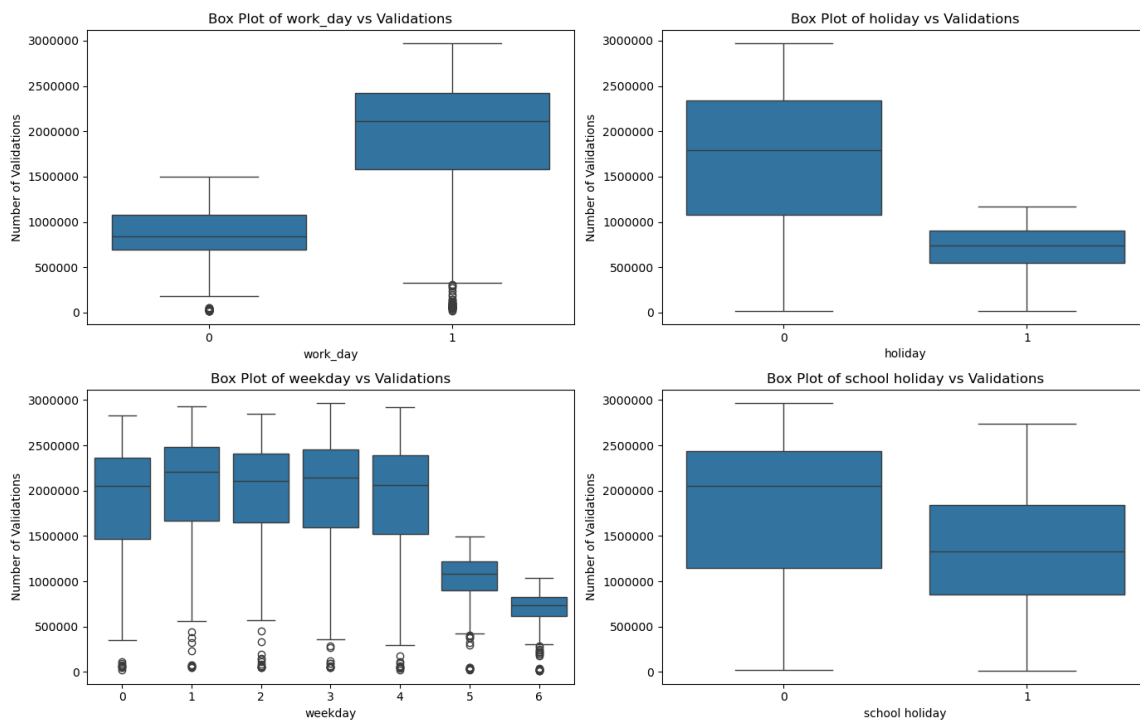 Box Plot of work_day vs Validations
Number of Validations
3000000
2500000
2000000
1500000
1000000
500000
0
0 1
work_day
Box Plot of holiday vs Validations
Number of Validations
3000000
2500000
2000000
1500000
1000000
500000
0
0 1
holiday
Box Plot of weekday vs Validations
Number of Validations
3000000
2500000
2000000
1500000
1000000
500000
0
0 1 2 3 4 5 6
weekday
Box Plot of school holiday vs Validations
Number of Validations
3000000
2500000
2000000
1500000
1000000
500000
0
0 1
school holiday